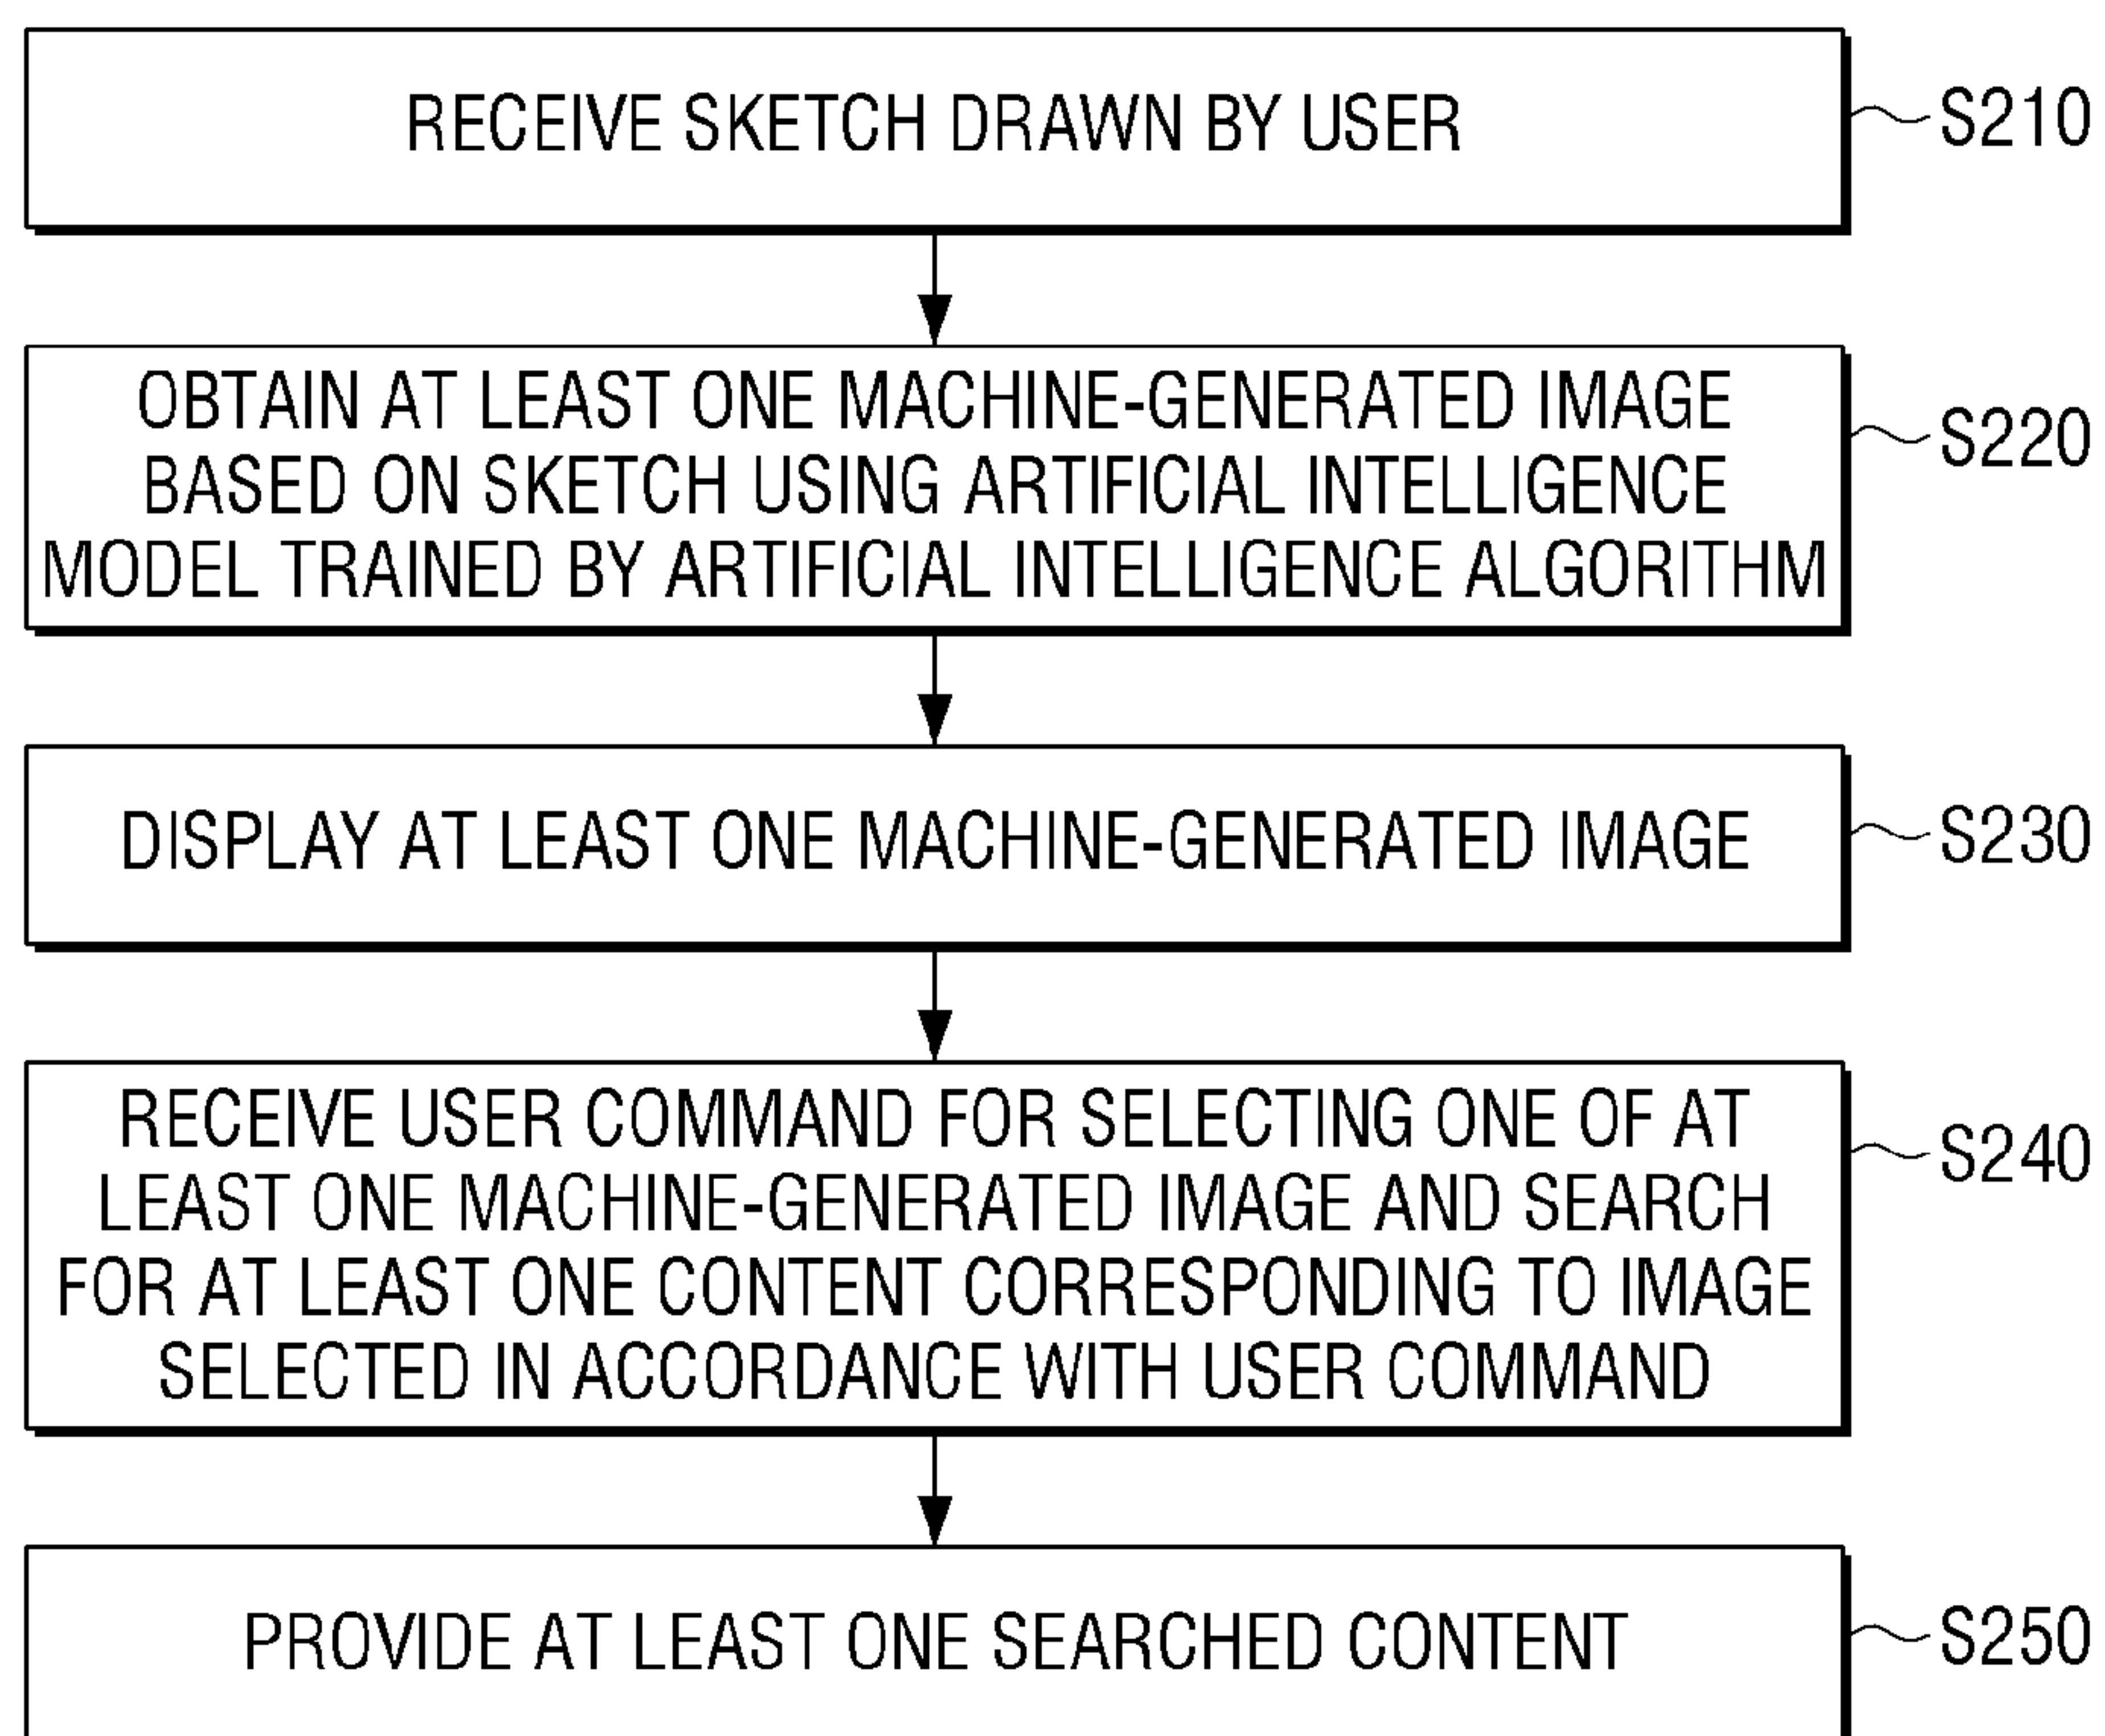 RECEIVE SKETCH DRAWN BY USER
S210
OBTAIN AT LEAST ONE MACHINE-GENERATED IMAGE
BASED ON SKETCH USING ARTIFICIAL INTELLIGENCE
MODEL TRAINED BY ARTIFICIAL INTELLIGENCE ALGORITHM
S220
DISPLAY AT LEAST ONE MACHINE-GENERATED IMAGE
S230
RECEIVE USER COMMAND FOR SELECTING ONE OF AT
LEAST ONE MACHINE-GENERATED IMAGE AND SEARCH
FOR AT LEAST ONE CONTENT CORRESPONDING TO IMAGE
SELECTED IN ACCORDANCE WITH USER COMMAND
S240
PROVIDE AT LEAST ONE SEARCHED CONTENT
S250